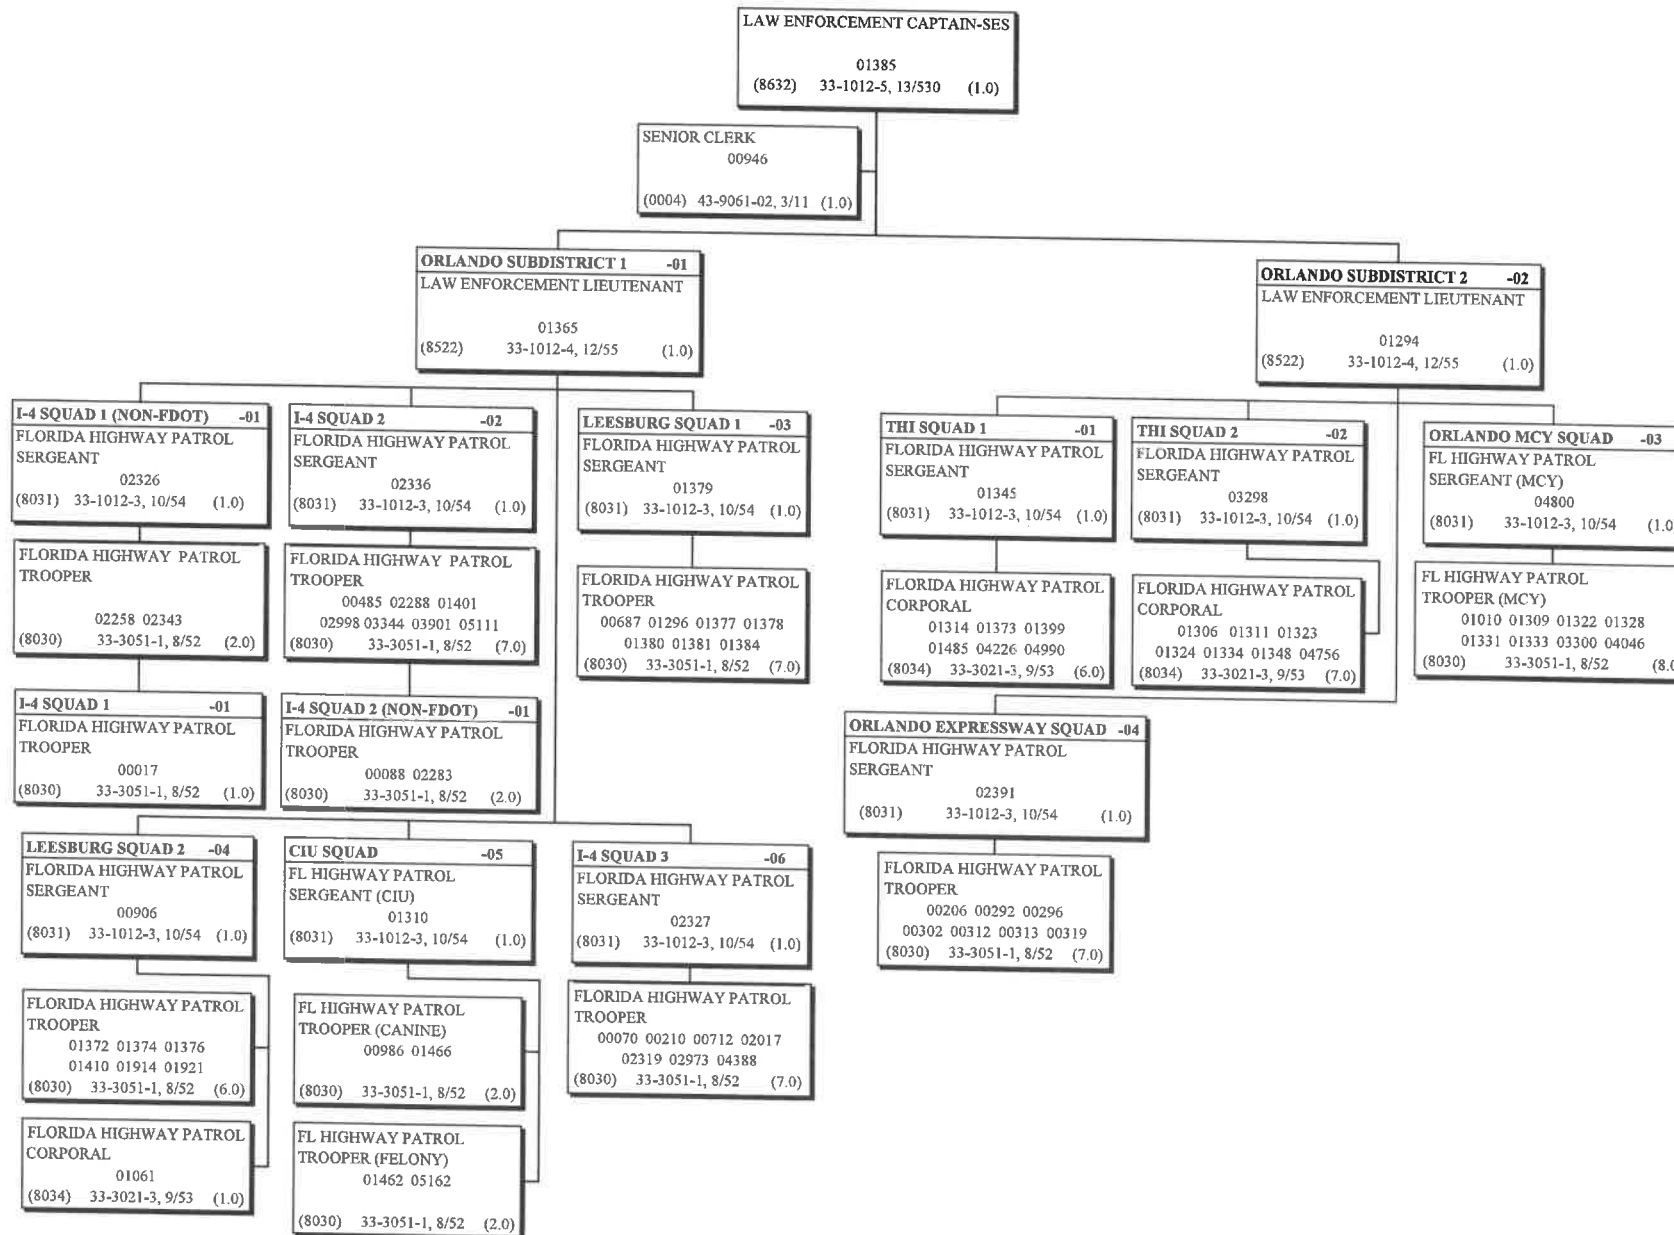 LAW ENFORCEMENT CAPTAIN-SES
01385
(8632) 33-1012-5, 13/530 (1.0)
SENIOR CLERK
00946
(0004) 43-9061-02, 3/11 (1.0)
ORLANDO SUBDISTRICT 1 -01
LAW ENFORCEMENT LIEUTENANT
01365
(8522) 33-1012-4, 12/55 (1.0)
ORLANDO SUBDISTRICT 2 -02
LAW ENFORCEMENT LIEUTENANT
01294
(8522) 33-1012-4, 12/55 (1.0)
I-4 SQUAD 1 (NON-FDOT) -01
FLORIDA HIGHWAY PATROL
SERGEANT
02326
(8031) 33-1012-3, 10/54 (1.0)
I-4 SQUAD 2 -02
FLORIDA HIGHWAY PATROL
SERGEANT
02336
(8031) 33-1012-3, 10/54 (1.0)
LEESBURG SQUAD 1 -03
FLORIDA HIGHWAY PATROL
SERGEANT
01379
(8031) 33-1012-3, 10/54 (1.0)
THI SQUAD 1 -01
FLORIDA HIGHWAY PATROL
SERGEANT
01345
(8031) 33-1012-3, 10/54 (1.0)
THI SQUAD 2 -02
FLORIDA HIGHWAY PATROL
SERGEANT
03298
(8031) 33-1012-3, 10/54 (1.0)
ORLANDO MCY SQUAD -03
FL HIGHWAY PATROL
SERGEANT (MCY)
04800
(8031) 33-1012-3, 10/54 (1.0
FLORIDA HIGHWAY PATROL
TROOPER
02258 02343
(8030) 33-3051-1, 8/52 (2.0)
FLORIDA HIGHWAY PATROL
TROOPER
00485 02288 01401
02998 03344 03901 05111
(8030) 33-3051-1, 8/52 (7.0)
FLORIDA HIGHWAY PATROL
TROOPER
00687 01296 01377 01378
01380 01381 01384
(8030) 33-3051-1, 8/52 (7.0)
FLORIDA HIGHWAY PATROL
CORPORAL
01314 01373 01399
01485 04226 04990
(8034) 33-3021-3, 9/53 (6.0)
FLORIDA HIGHWAY PATROL
CORPORAL
01306 01311 01323
01324 01334 01348 04756
(8034) 33-3021-3, 9/53 (7.0)
FL HIGHWAY PATROL
TROOPER (MCY)
01010 01309 01322 01328
01331 01333 03300 04046
(8030) 33-3051-1, 8/52 (8.0
I-4 SQUAD 1 -01
FLORIDA HIGHWAY PATROL
TROOPER
00017
(8030) 33-3051-1, 8/52 (1.0)
I-4 SQUAD 2 (NON-FDOT) -01
FLORIDA HIGHWAY PATROL
TROOPER
00088 02283
(8030) 33-3051-1, 8/52 (2.0)
ORLANDO EXPRESSWAY SQUAD -04
FLORIDA HIGHWAY PATROL
SERGEANT
02391
(8031) 33-1012-3, 10/54 (1.0)
FLORIDA HIGHWAY PATROL
TROOPER
00206 00292 00296
00302 00312 00313 00319
(8030) 33-3051-1, 8/52 (7.0)
LEESBURG SQUAD 2 -04
FLORIDA HIGHWAY PATROL
SERGEANT
00906
(8031) 33-1012-3, 10/54 (1.0)
CIU SQUAD -05
FL HIGHWAY PATROL
SERGEANT (CIU)
01310
(8031) 33-1012-3, 10/54 (1.0)
I-4 SQUAD 3 -06
FLORIDA HIGHWAY PATROL
SERGEANT
02327
(8031) 33-1012-3, 10/54 (1.0)
FLORIDA HIGHWAY PATROL
TROOPER
01372 01374 01376
01410 01914 01921
(8030) 33-3051-1, 8/52 (6.0)
FL HIGHWAY PATROL
TROOPER (CANINE)
00986 01466
(8030) 33-3051-1, 8/52 (2.0)
FLORIDA HIGHWAY PATROL
TROOPER
00070 00210 00712 02017
02319 02973 04388
(8030) 33-3051-1, 8/52 (7.0)
FLORIDA HIGHWAY PATROL
CORPORAL
01061
(8034) 33-3021-3, 9/53 (1.0)
FL HIGHWAY PATROL
TROOPER (FELONY)
01462 05162
(8030) 33-3051-1, 8/52 (2.0)